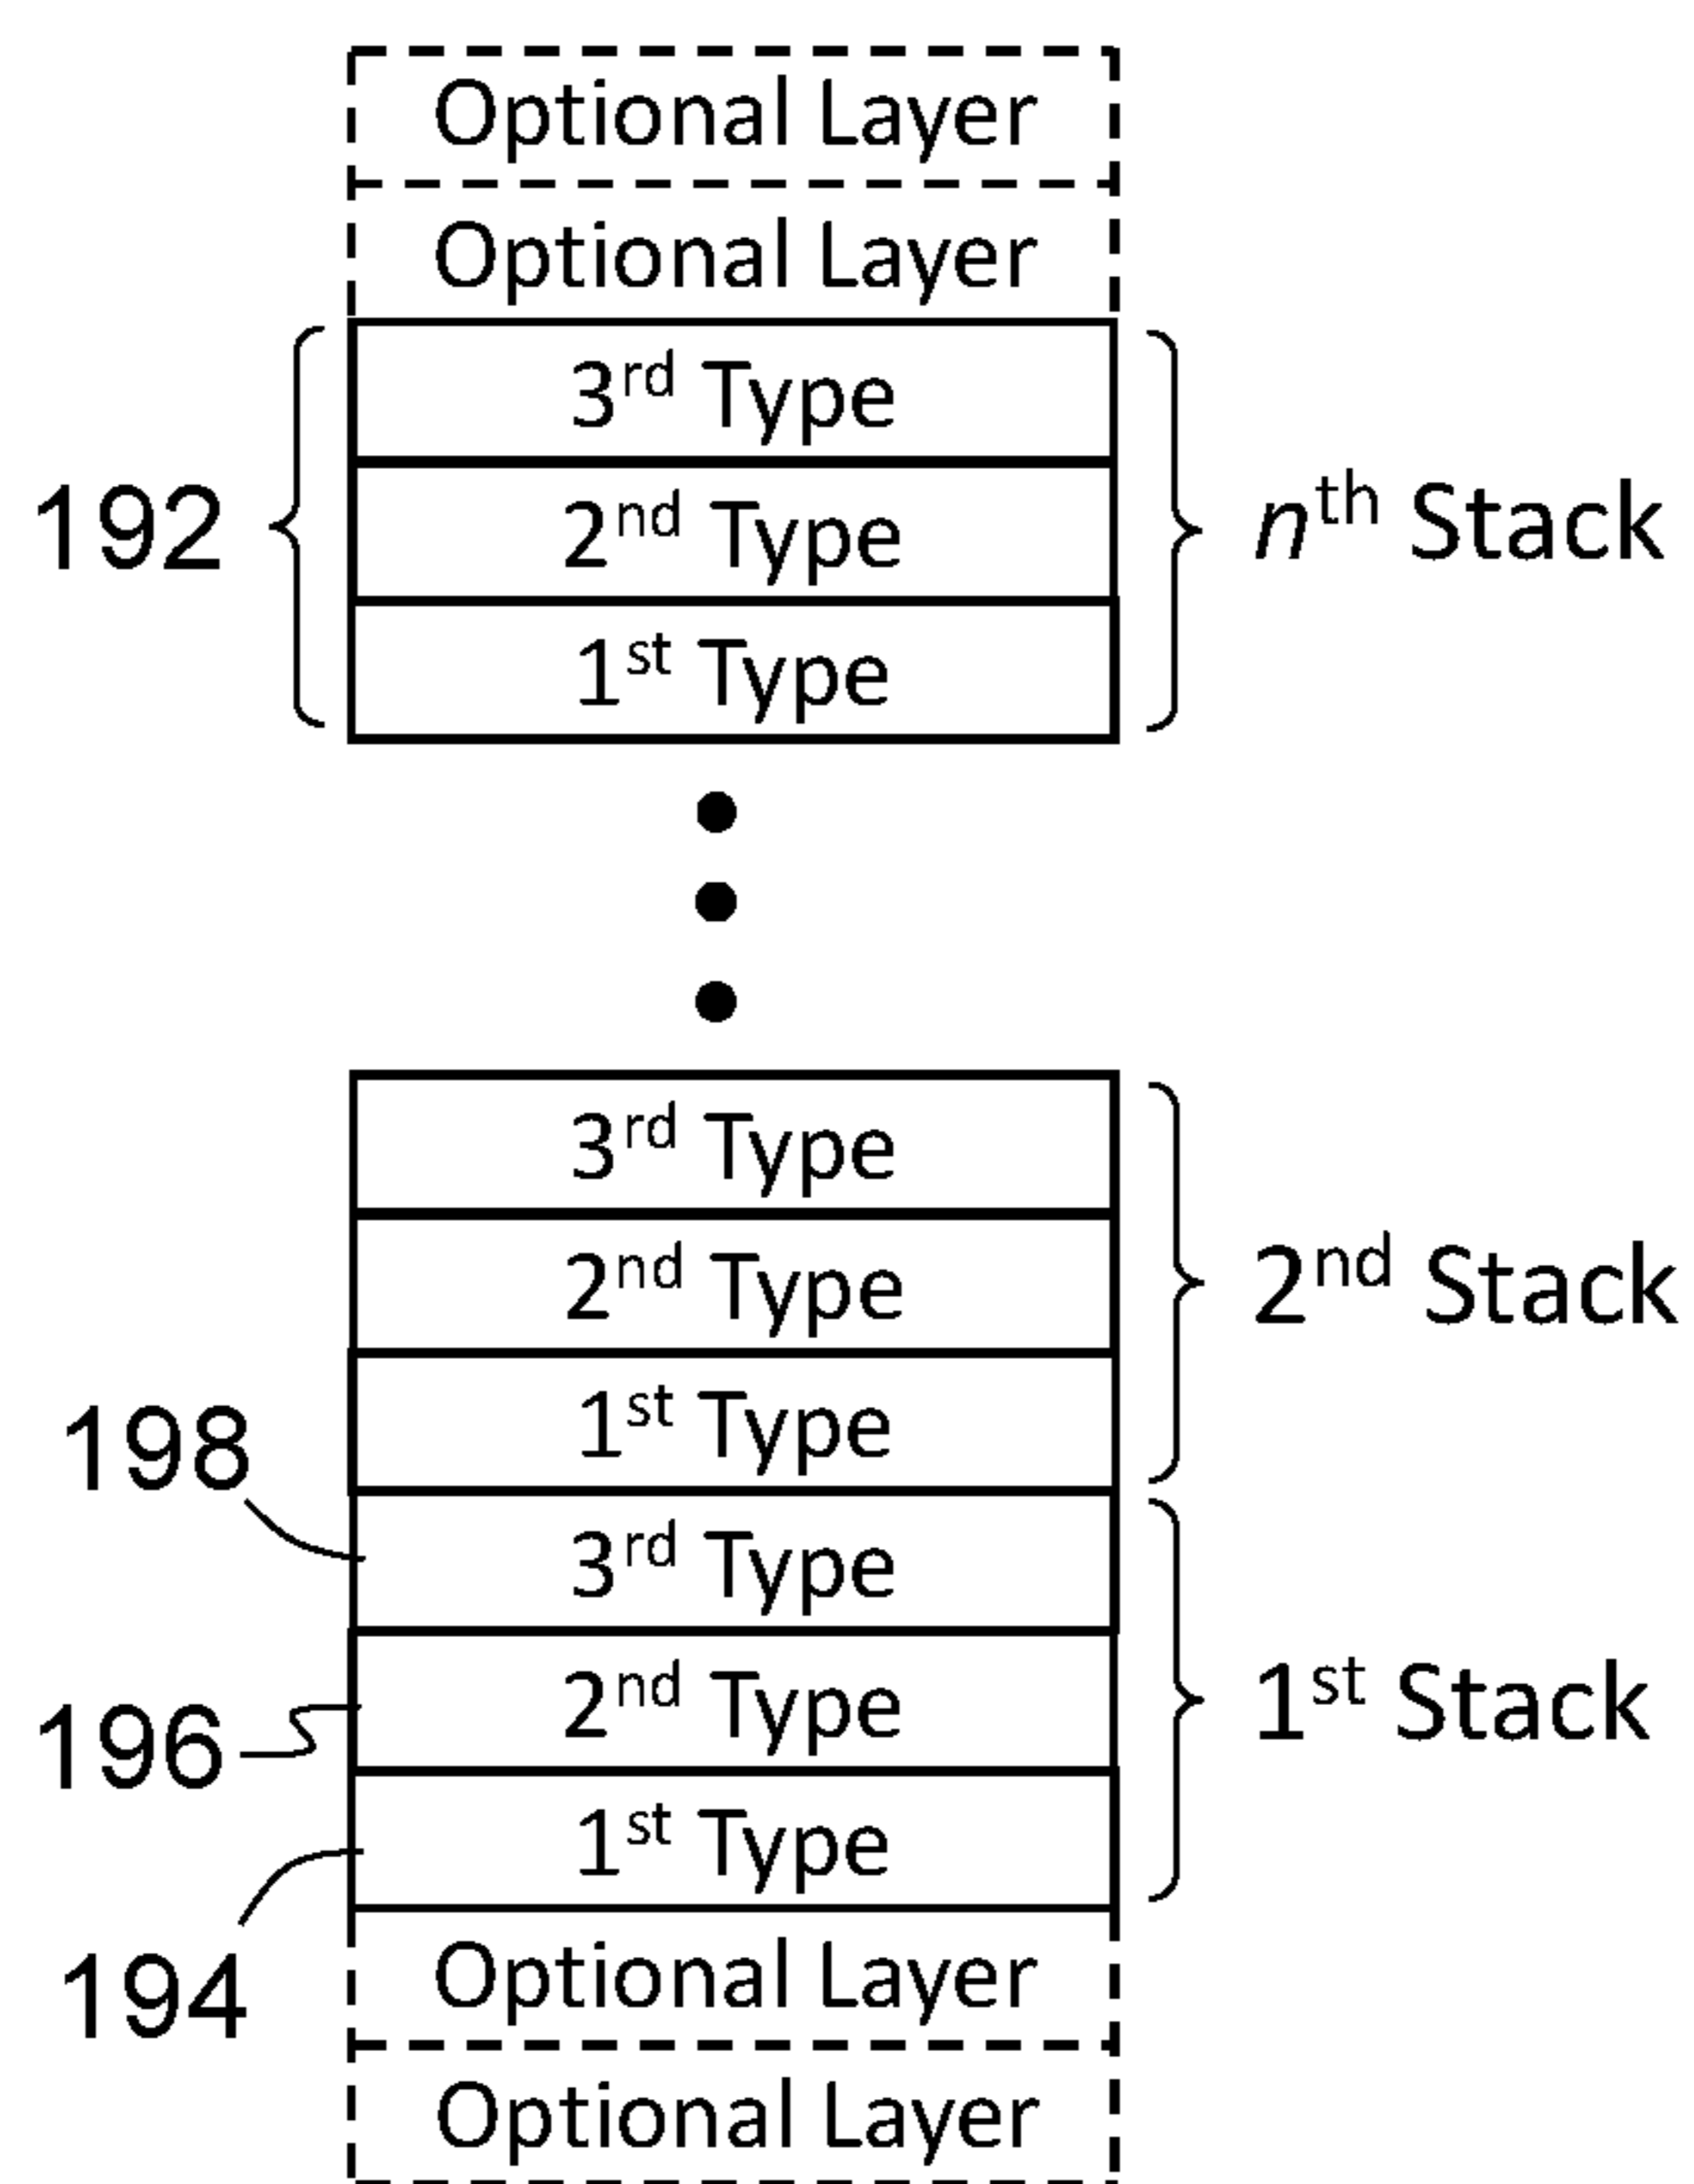 Optional Layer
Optional Layer
3rd Type
192
2nd Type
nth Stack
1st Type
3rd Type
2nd Type
2nd Stack
1st Type
198
3rd Type
196
2nd Type
1st Stack
1st Type
194
Optional Layer
Optional Layer